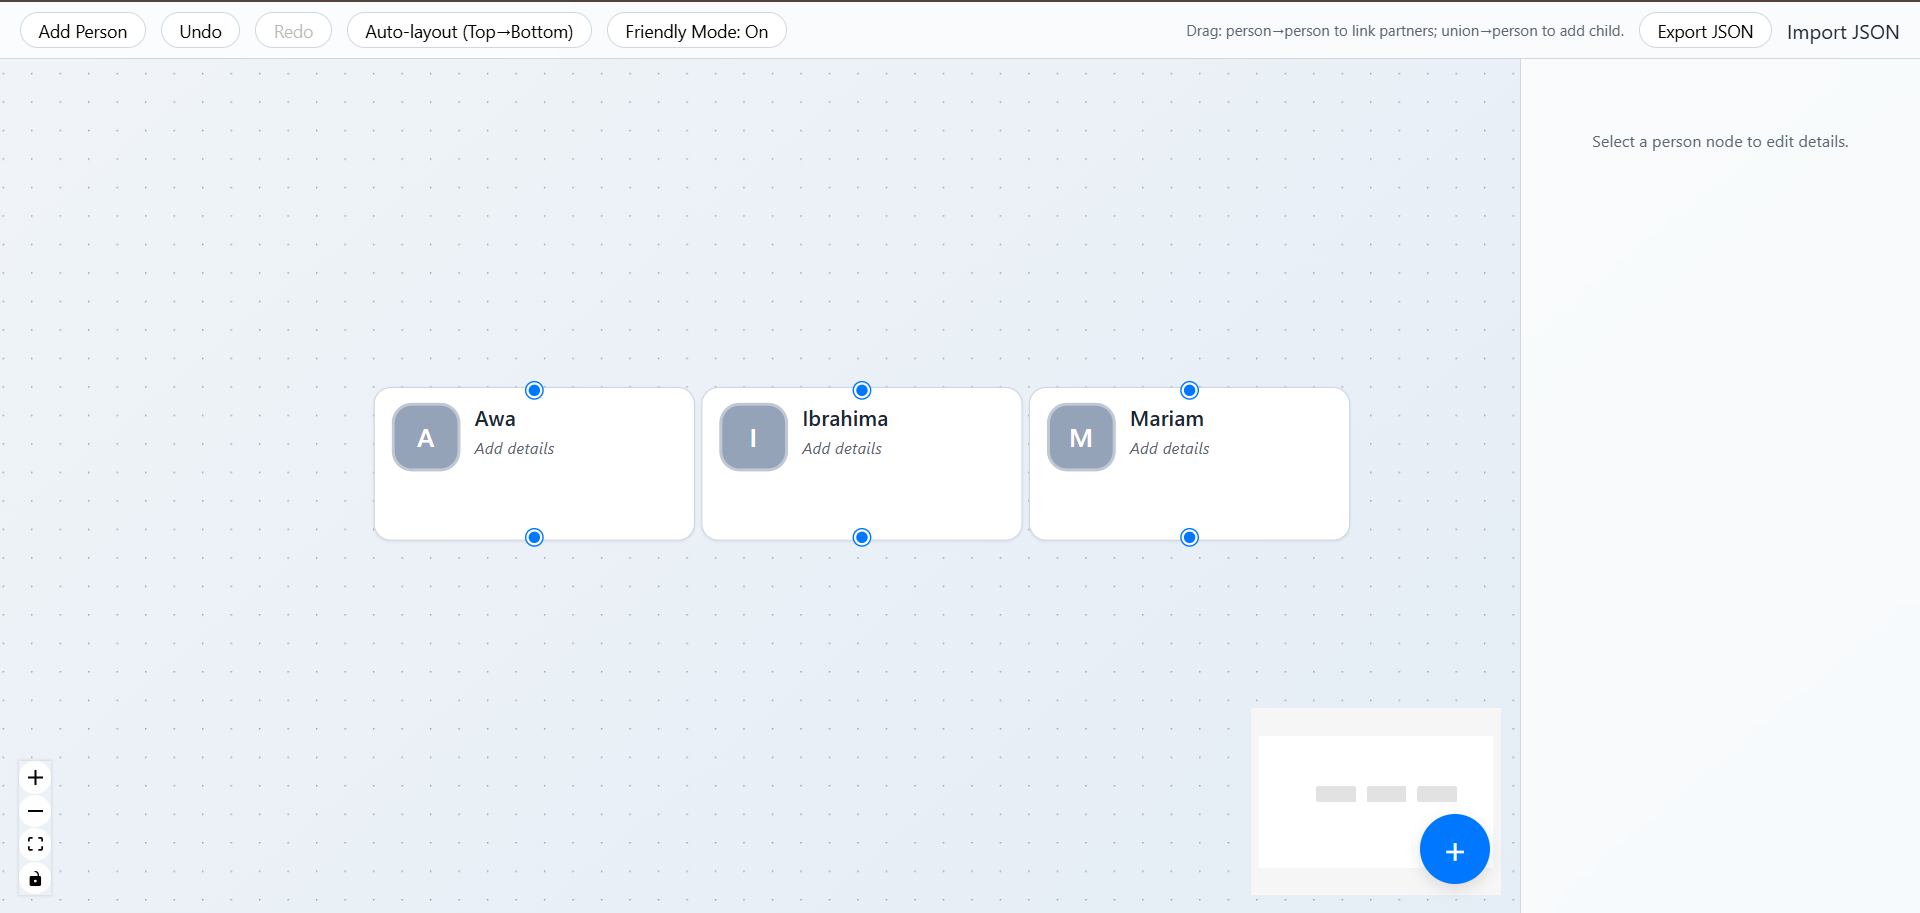 Add Person
Undo
Redo
Auto-layout (Top→Bottom)
Friendly Mode: On
Drag: person→person to link partners; union→person to add child.
Export JSON
Import JSON
Select a person node to edit details.
A
Awa
Add details
I
Ibrahima
Add details
M
Mariam
Add details